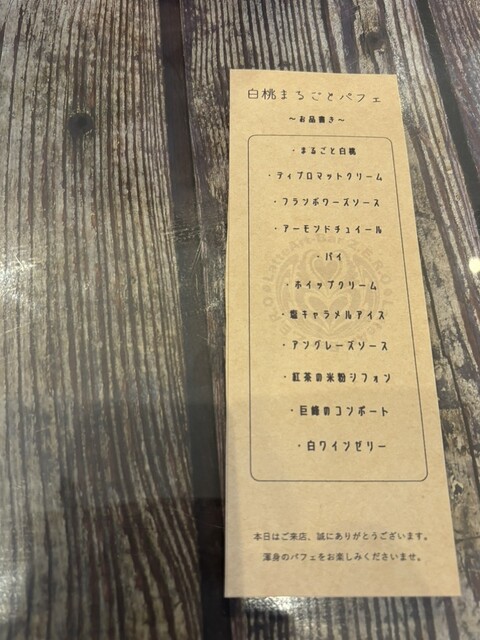 白桃まるごとパフェ
～お品書き～
・まるごと白桃
・ディプロマットクリーム
・フランボワーズソース
・アーモンドチュイール
・パイ
・ホイップクリーム
・塩キャラメルアイス
・アングレーズソース
・紅茶の米粉シフォン
・巨峰のコンポート
・白ワインゼリー
本日はご来店、誠にありがとうございます。
渾身のパフェをお楽しみくださいませ。